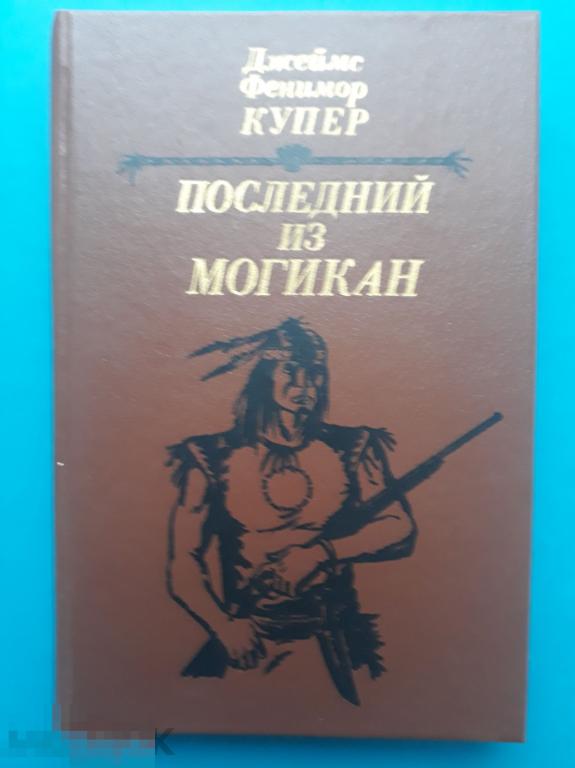 Джеймс
Фенимор
КУПЕР
ПОСЛЕДНИЙ
ИЗ
МОГИКАН